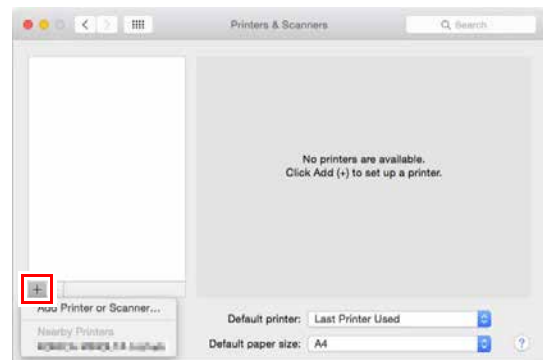 Printers & Scanners
Search
No printers are available.
Click Add (+) to set up a printer.
+
Add Printer or Scanner...
Nearby Printers
Default printer: Last Printer Used
Default paper size: A4
?